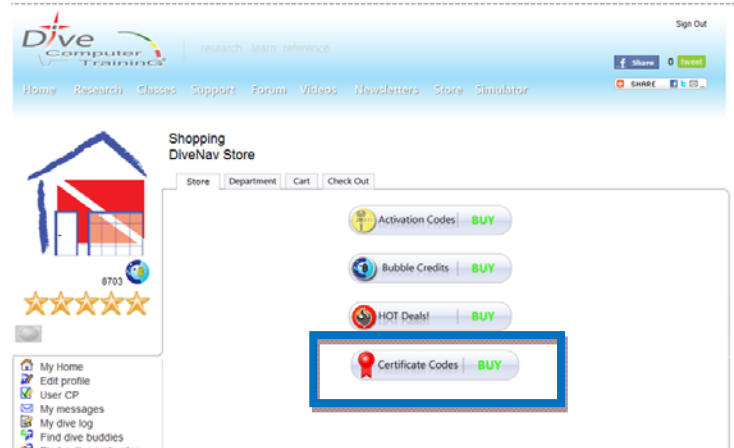 Sign Out
Dive
Computer
Training
research learn reference
f Share 0 tweet
SHARE
Home Research Classes Support Forum Videos Newsletters Store Simulator
Shopping
DiveNav Store
Store Department Cart Check Out
Activation Codes BUY
Bubble Credits BUY
8703
HOT Deals! BUY
Certificate Codes BUY
My Home
Edit profile
User CP
My messages
My dive log
Find dive buddies